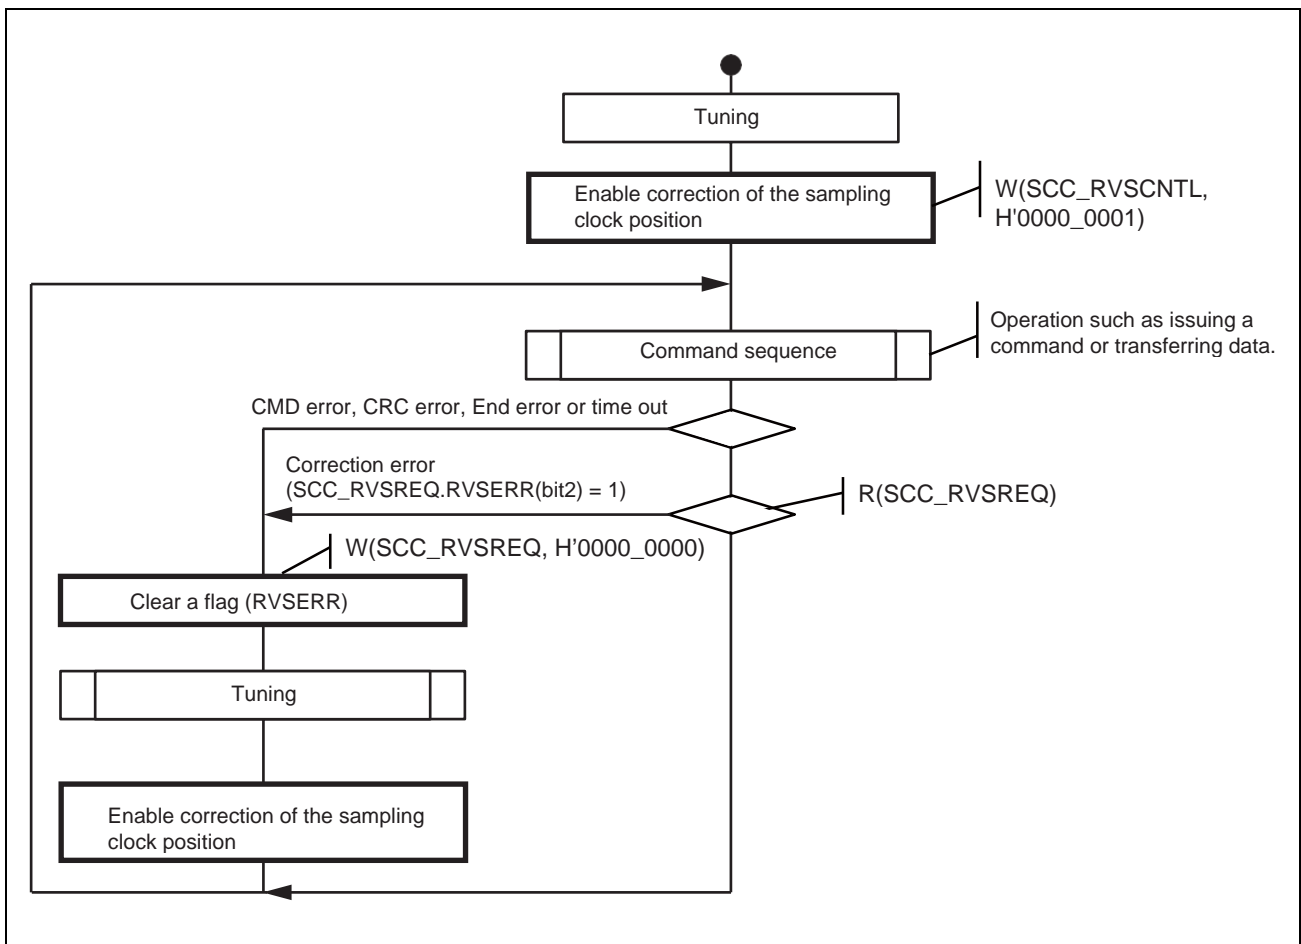 Tuning
Enable correction of the sampling
clock position
W(SCC_RVSCNTL,
H'0000_0001)
Command sequence
Operation such as issuing a
command or transferring data.
CMD error, CRC error, End error or time out
Correction error
(SCC_RVSREQ.RVSERR(bit2) = 1)
R(SCC_RVSREQ)
W(SCC_RVSREQ, H’0000_0000)
Clear a flag (RVSERR)
Tuning
Enable correction of the sampling
clock position